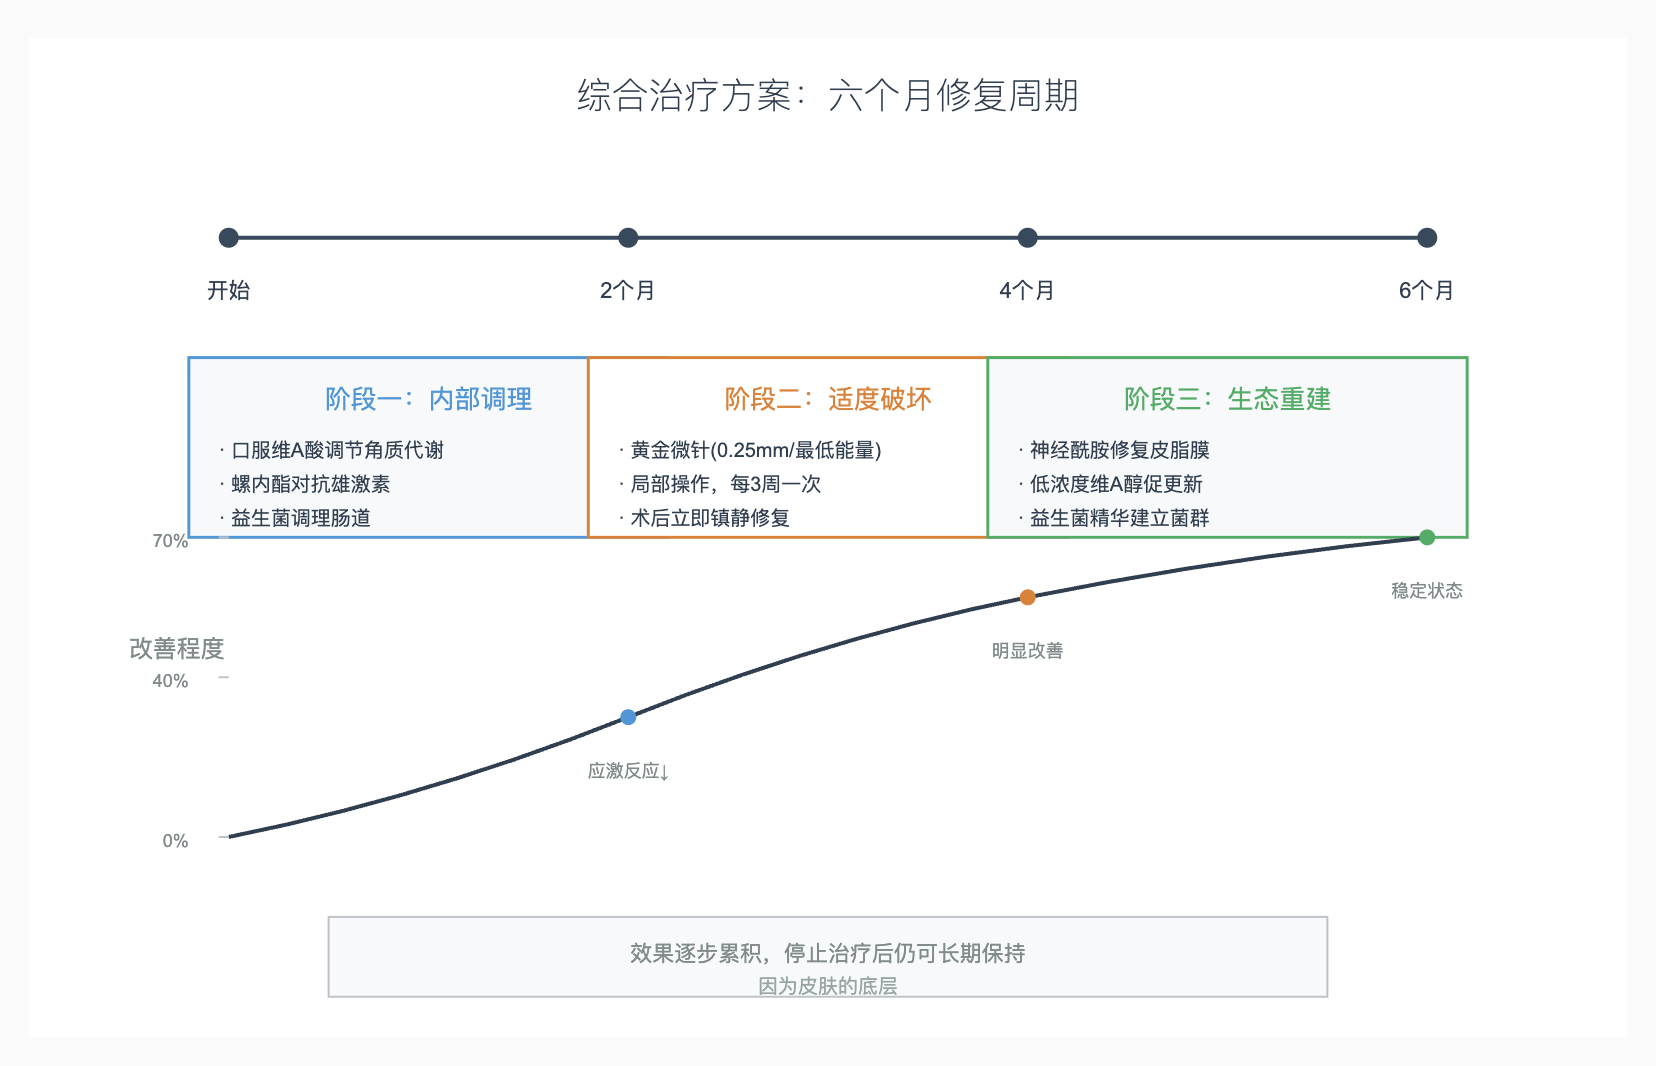 综合治疗方案：六个月修复周期
开始
2个月
4个月
6个月
阶段一：内部调理
· 口服维A酸调节角质代谢
· 螺内酯对抗雄激素
· 益生菌调理肠道
阶段二：适度破坏
· 黄金微针(0.25mm/最低能量)
· 局部操作，每3周一次
· 术后立即镇静修复
阶段三：生态重建
· 神经酰胺修复皮脂膜
· 低浓度维A醇促更新
· 益生菌精华建立菌群
70%
稳定状态
改善程度
明显改善
40%
应激反应↓
0%
效果逐步累积，停止治疗后仍可长期保持
因为皮肤的底层